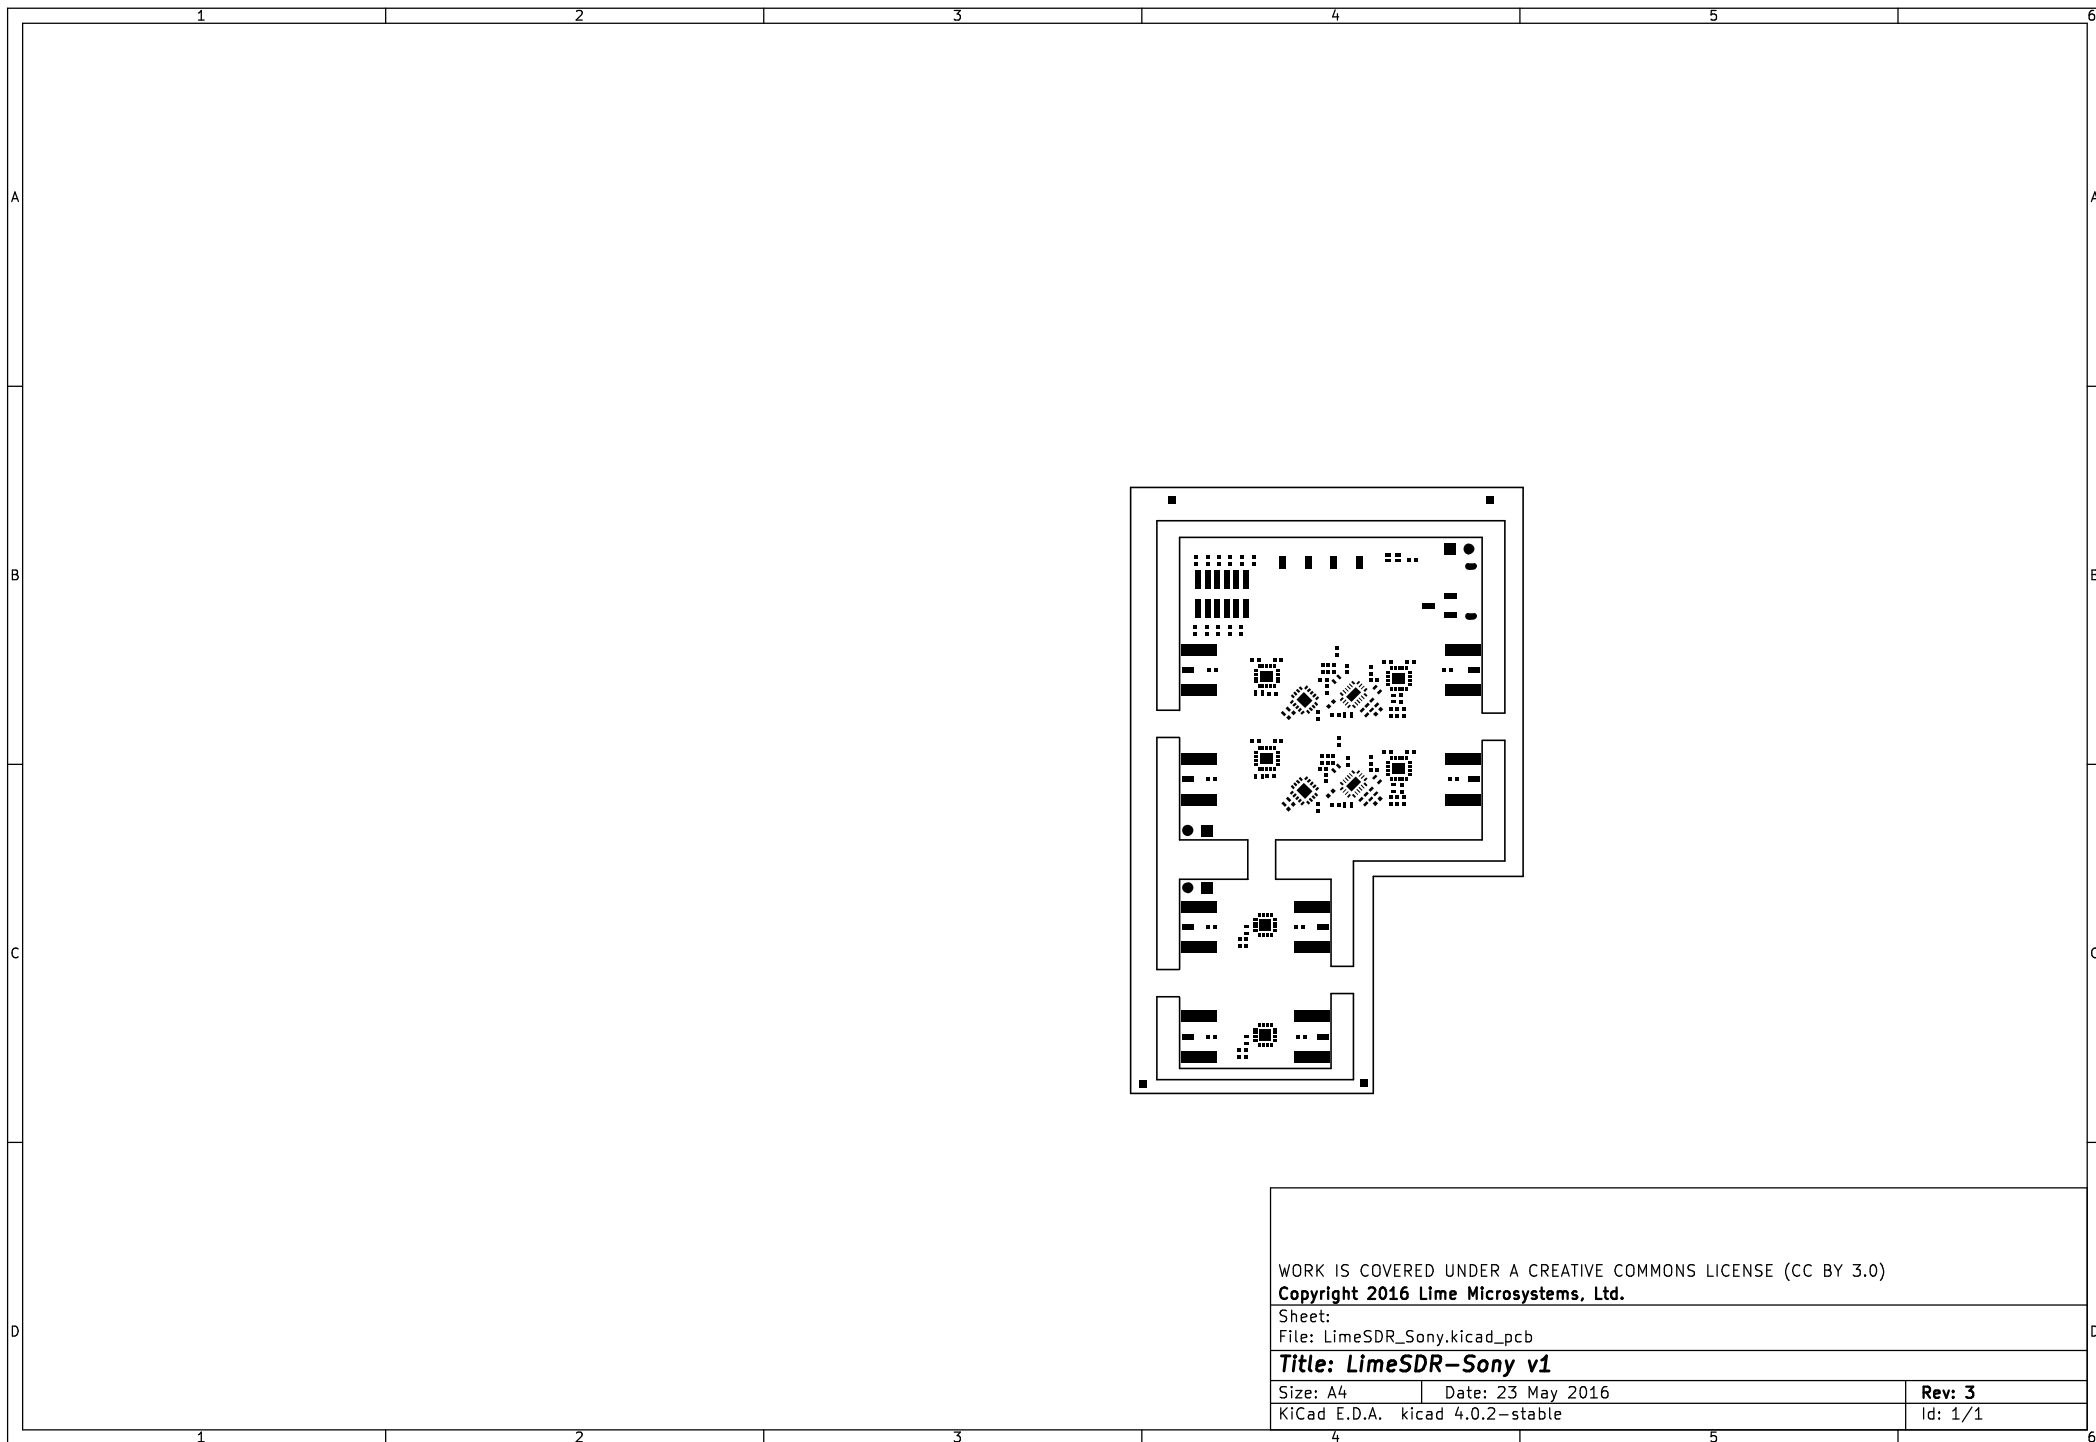 1 2 3 4 5 6
A A
B B
C C
D D
WORK IS COVERED UNDER A CREATIVE COMMONS LICENSE (CC BY 3.0)
Copyright 2016 Lime Microsystems, Ltd.
Sheet:
File: LimeSDR_Sony.kicad_pcb
Title: LimeSDR-Sony v1
Size: A4 Date: 23 May 2016 Rev: 3
KiCad E.D.A. kicad 4.0.2-stable Id: 1/1
1 2 3 4 5 6